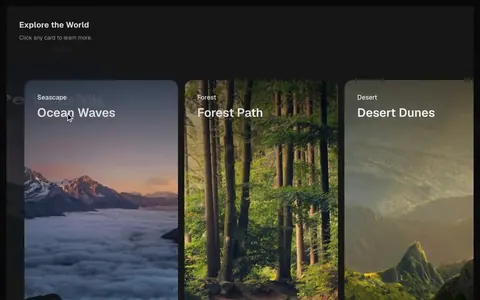 Explore the World
Click any card to learn more.
Seascape
Ocean Waves
Forest
Forest Path
Desert
Desert Dunes